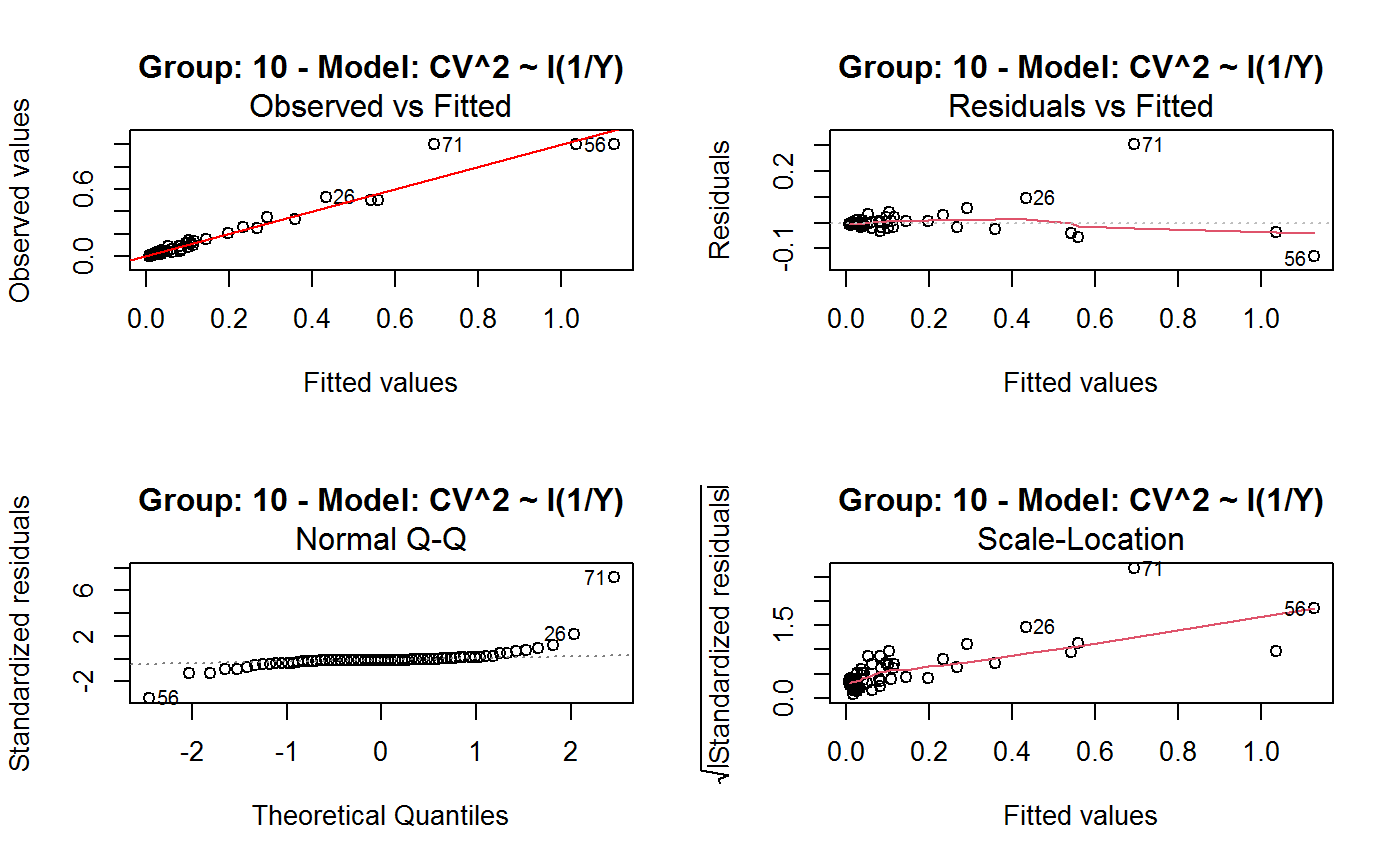 Group: 10 - Model: CV^2 ~ I(1/Y)
Observed vs Fitted
Observed values
0.6
0.0
71
56
26
0.0 0.2 0.4 0.6 0.8 1.0
Fitted values
Group: 10 - Model: CV^2 ~ I(1/Y)
Residuals vs Fitted
Residuals
0.2
-0.1
71
26
56
0.0 0.2 0.4 0.6 0.8 1.0
Fitted values
Group: 10 - Model: CV^2 ~ I(1/Y)
Normal Q-Q
Standardized residuals
6
2
-2
71
26
56
-2 -1 0 1 2
Theoretical Quantiles
Group: 10 - Model: CV^2 ~ I(1/Y)
Scale-Location
√|Standardized residuals|
1.5
0.0
71
56
26
0.0 0.2 0.4 0.6 0.8 1.0
Fitted values